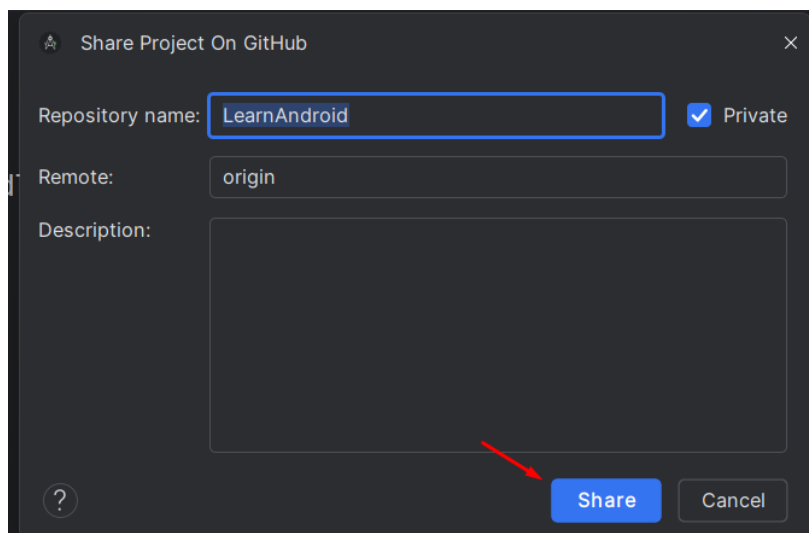 Share Project On GitHub
Repository name: LearnAndroid Private
Remote: origin
Description:
? Share Cancel